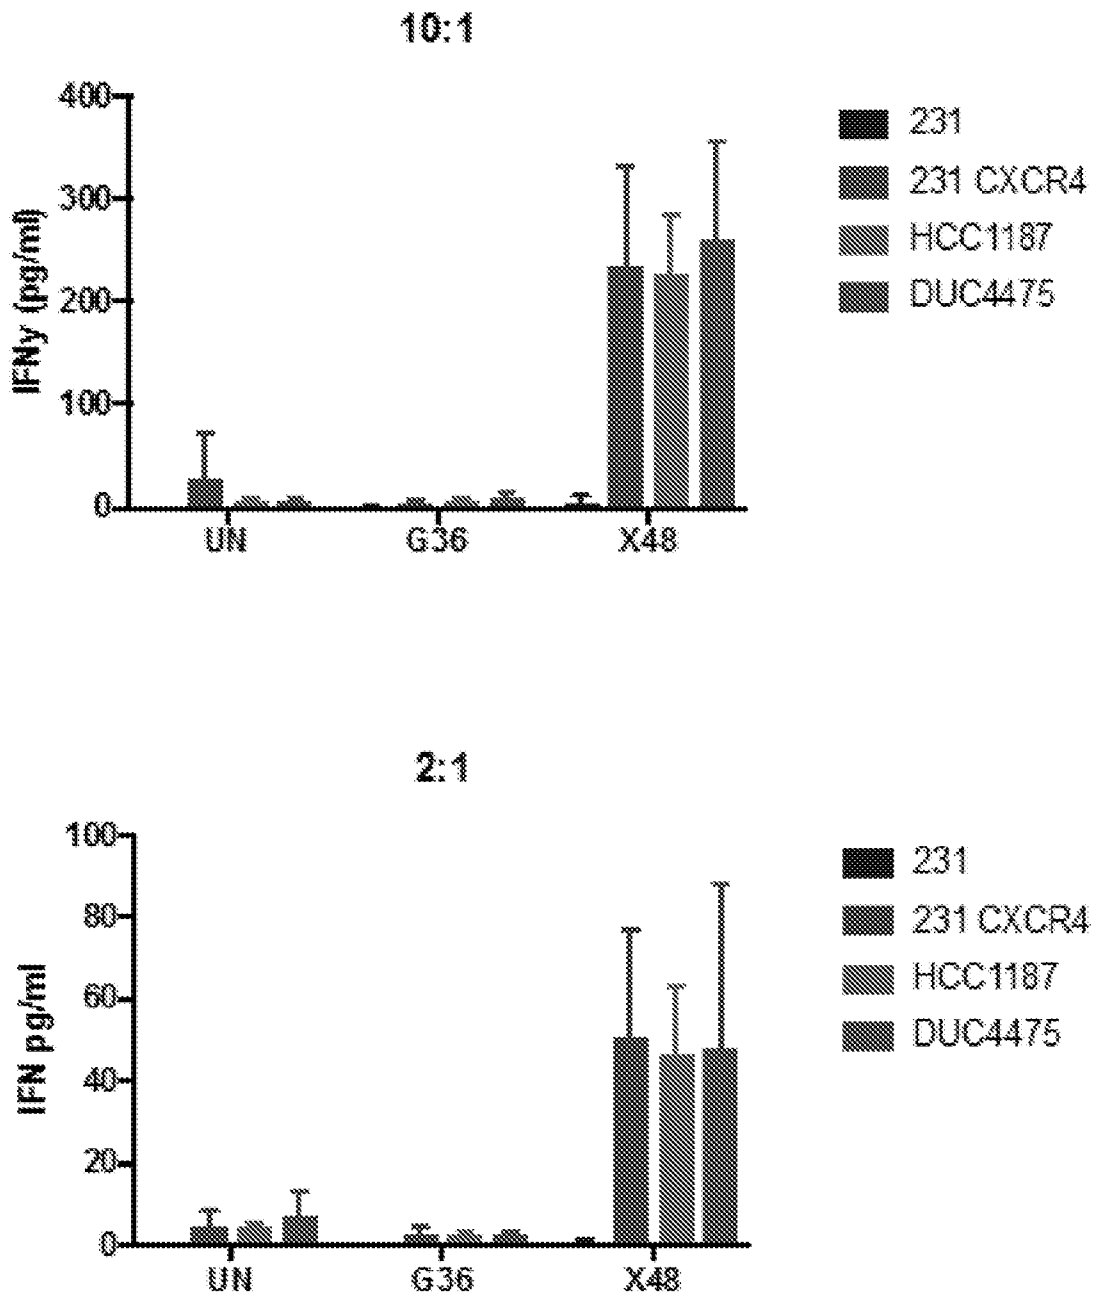 10:1
400
300
200
100
0
IFNy (pg/ml)
UN
G36
X48
231
231 CXCR4
HCC1187
DUC4475
2:1
100
80
60
40
20
0
IFN pg/ml
UN
G36
X48
231
231 CXCR4
HCC1187
DUC4475